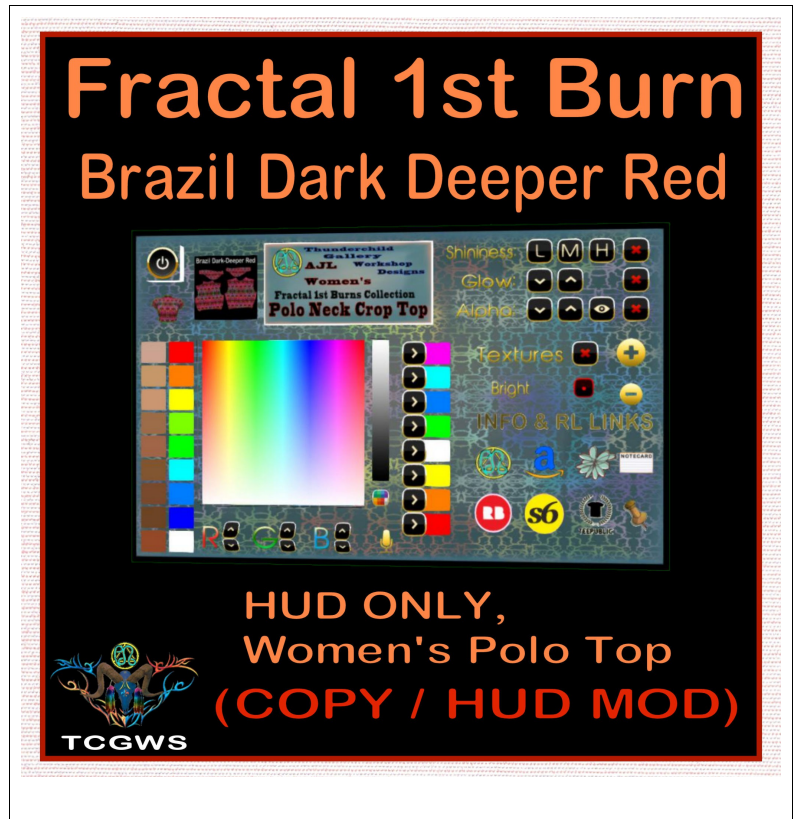 Fractal 1st Burn
Brazil Dark Deeper Red
Brazil Dark-Deeper Red
Thunderchild
Gallery
AJL Workshop
Designs
Women's
Fractal 1st Burns Collection
Polo Neck Crop Top
Shininess: L M H
Glow:
Alpha:
Textures
Bright
INFO & RL LINKS
a
NOTECARD
RB
s6
TEEPUBLIC
R G B
HUD ONLY,
Women's Polo Top
(COPY / HUD MOD)
TCGWS